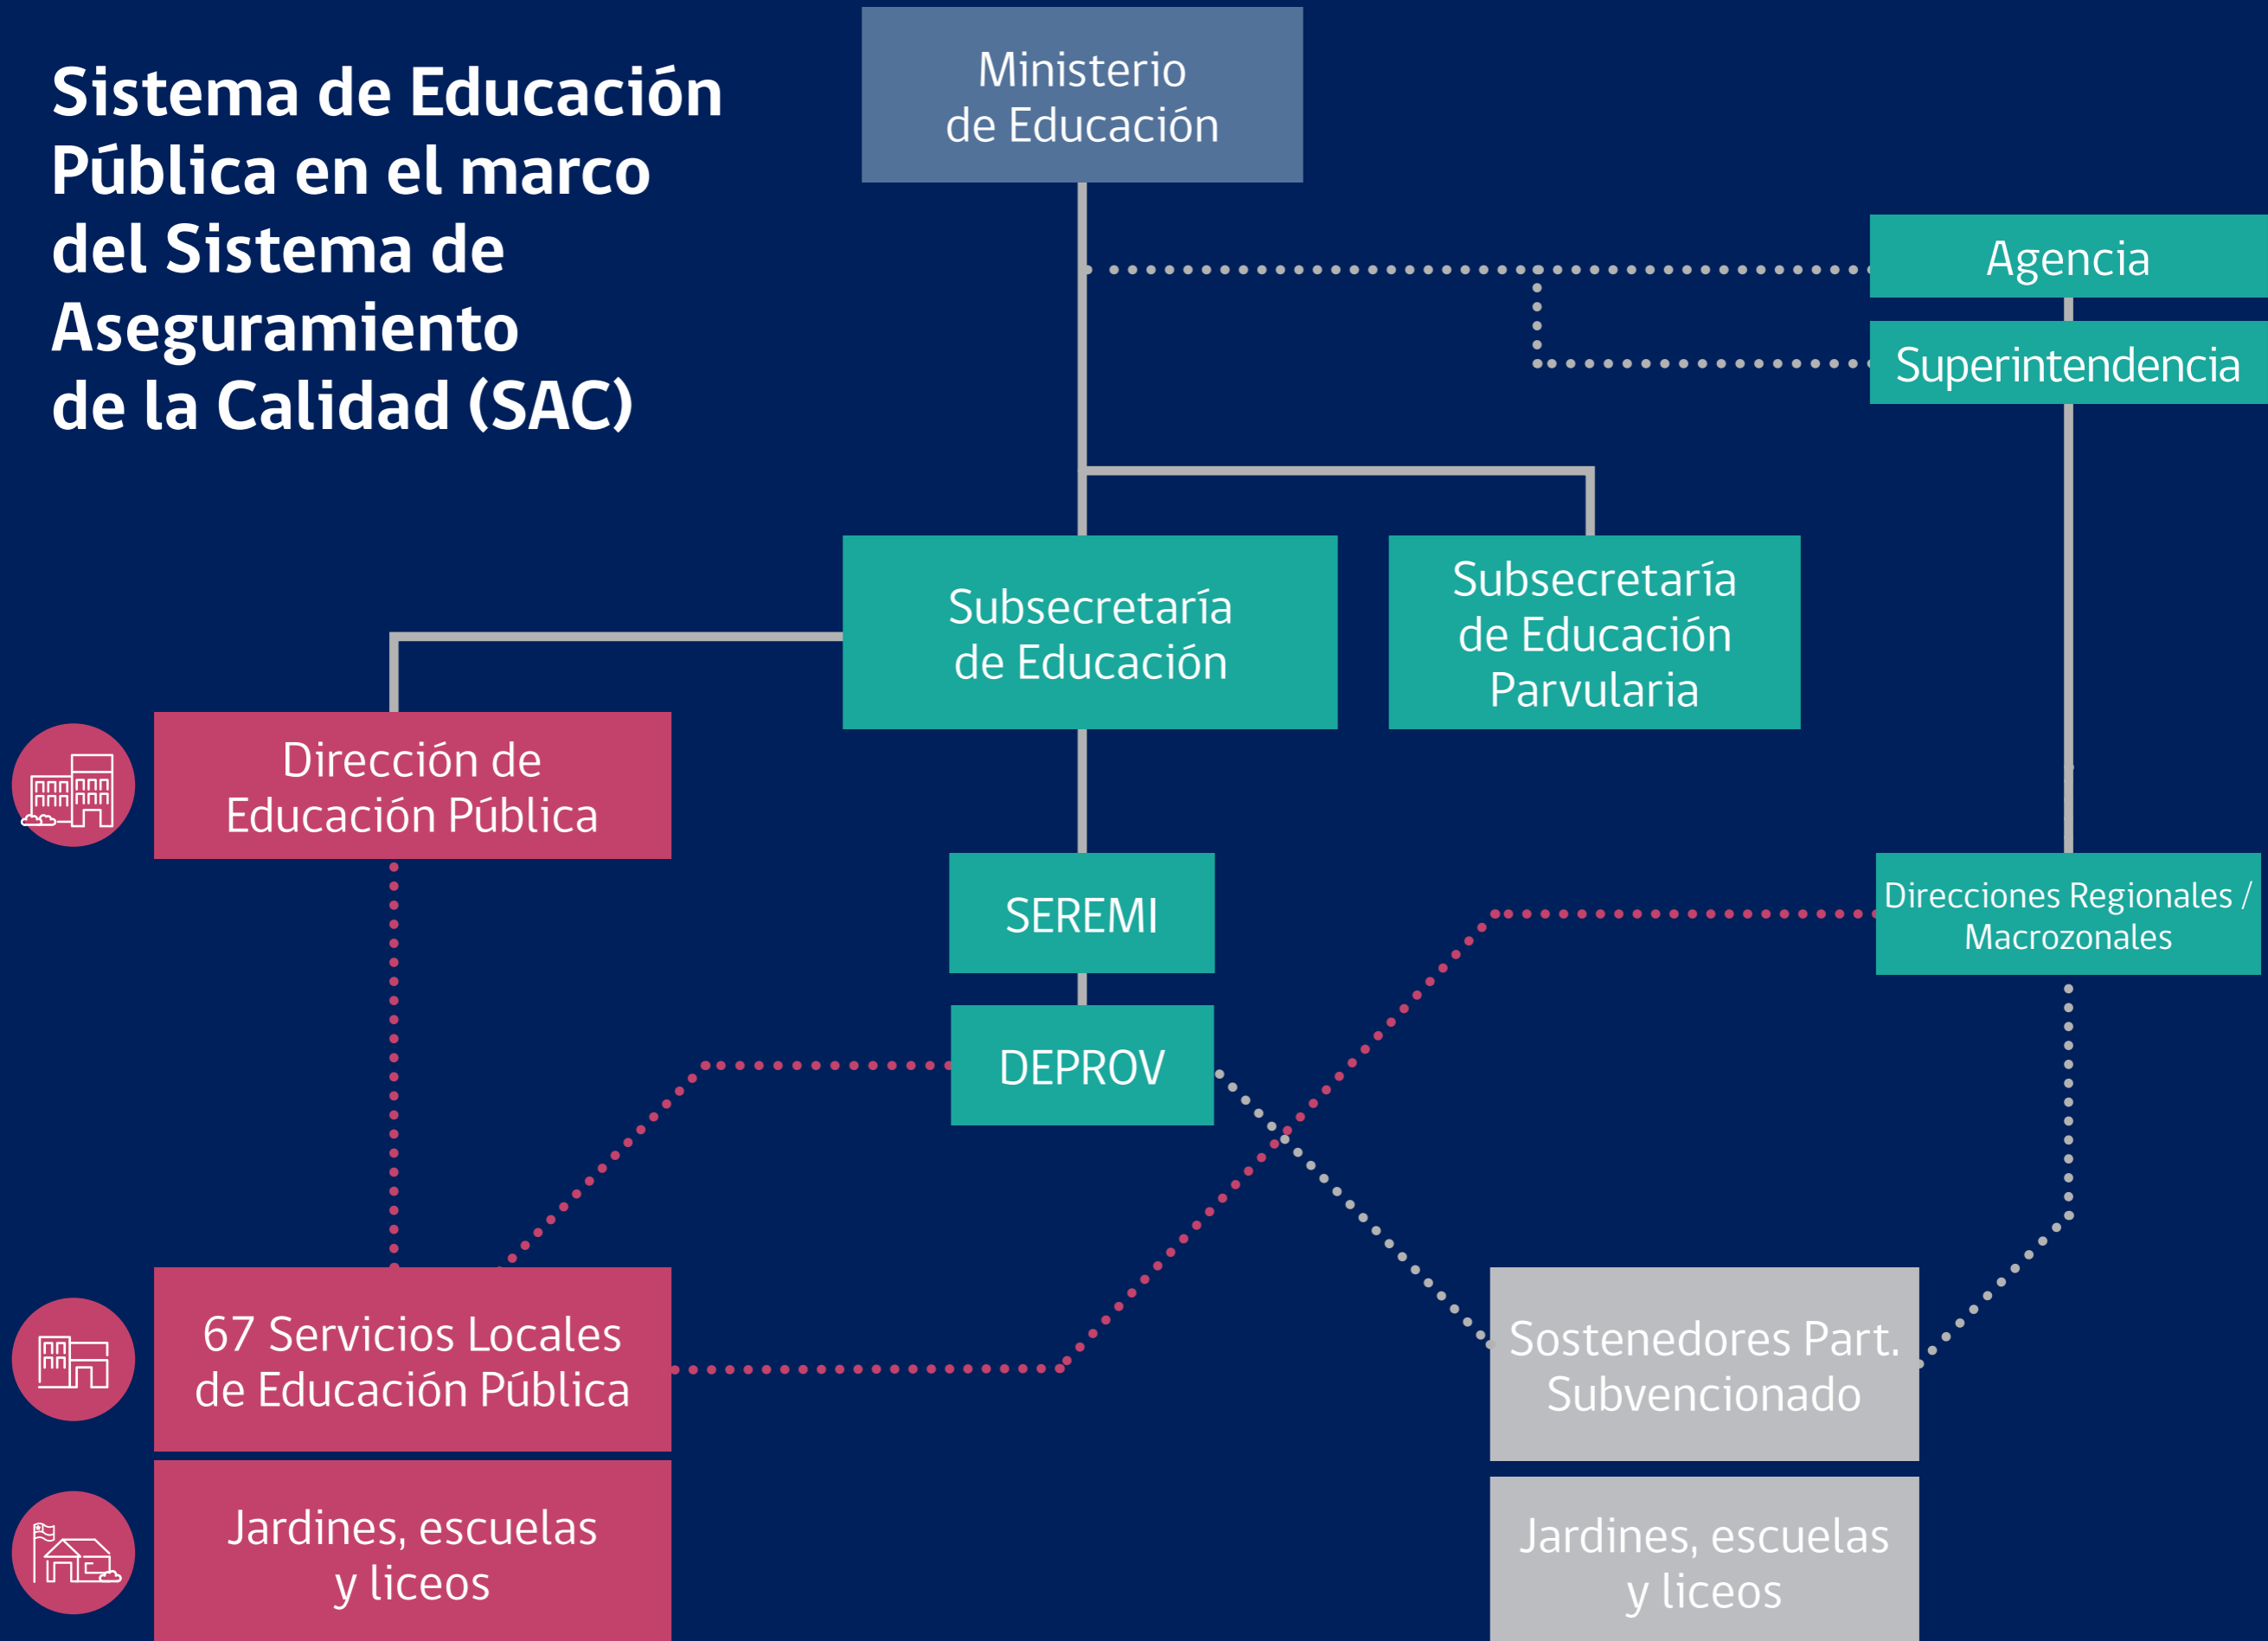 Sistema de Educación
Pública en el marco
del Sistema de
Aseguramiento
de la Calidad (SAC)
Ministerio
de Educación
Agencia
Superintendencia
Subsecretaría
de Educación
Subsecretaría
de Educación
Parvularia
Dirección de
Educación Pública
SEREMI
Direcciones Regionales /
Macrozonales
DEPROV
67 Servicios Locales
de Educación Pública
Sostenedores Part.
Subvencionado
Jardines, escuelas
y liceos
Jardines, escuelas
y liceos